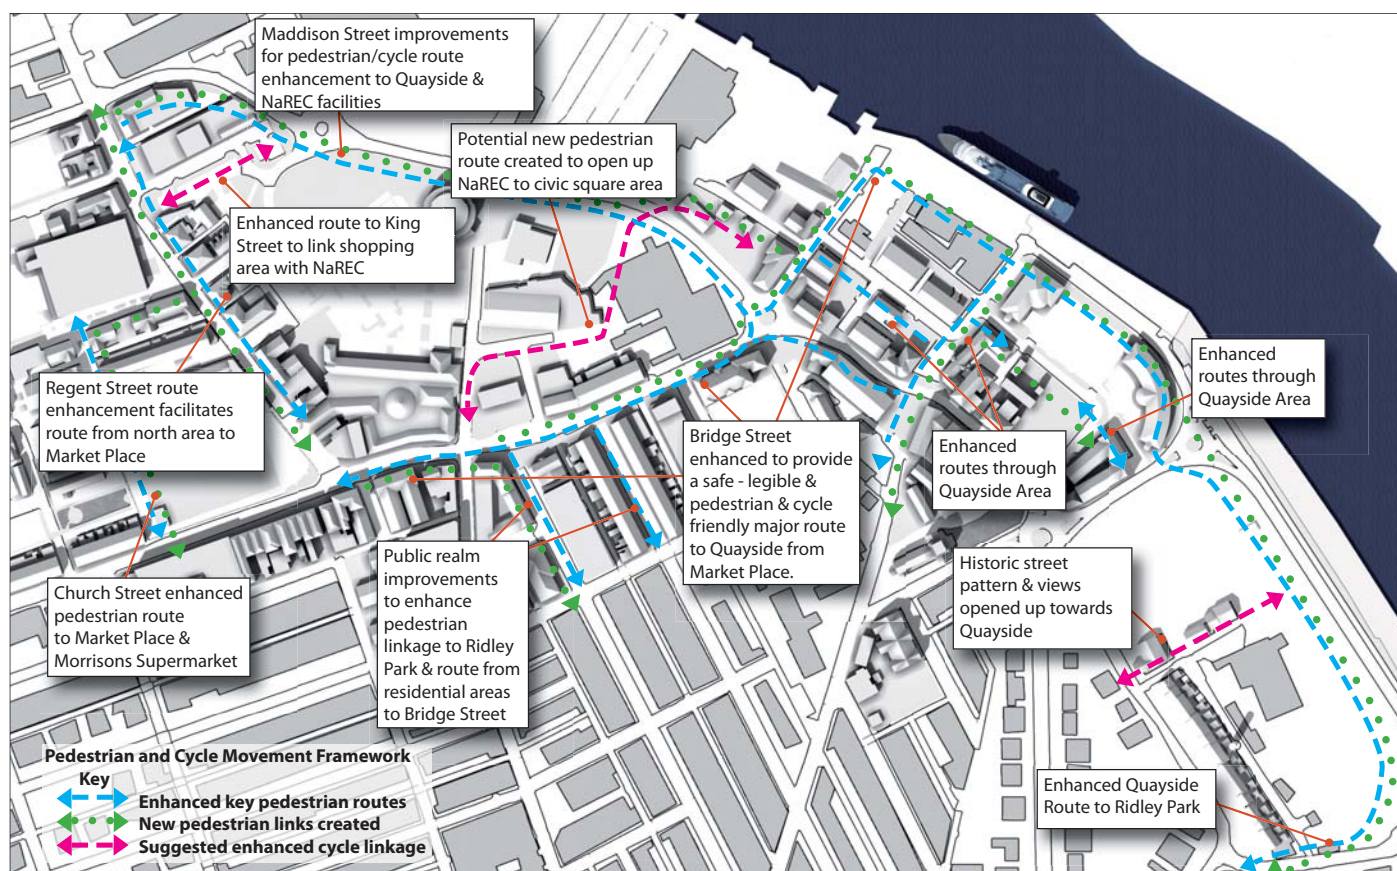 Maddison Street improvements
for pedestrian/cycle route
enhancement to Quayside &
NaREC facilities
Potential new pedestrian
route created to open up
NaREC to civic square area
Enhanced route to King
Street to link shopping
area with NaREC
Regent Street route
enhancement facilitates
route from north area to
Market Place
Enhanced
routes through
Quayside Area
Bridge Street
enhanced to provide
a safe - legible &
pedestrian & cycle
friendly major route
to Quayside from
Market Place.
Enhanced
routes through
Quayside Area
Church Street enhanced
pedestrian route
to Market Place &
Morrisons Supermarket
Public realm
improvements
to enhance
pedestrian
linkage to Ridley
Park & route from
residential areas
to Bridge Street
Historic street
pattern & views
opened up towards
Quayside
Enhanced Quayside
Route to Ridley Park
Pedestrian and Cycle Movement Framework
Key
Enhanced key pedestrian routes
New pedestrian links created
Suggested enhanced cycle linkage